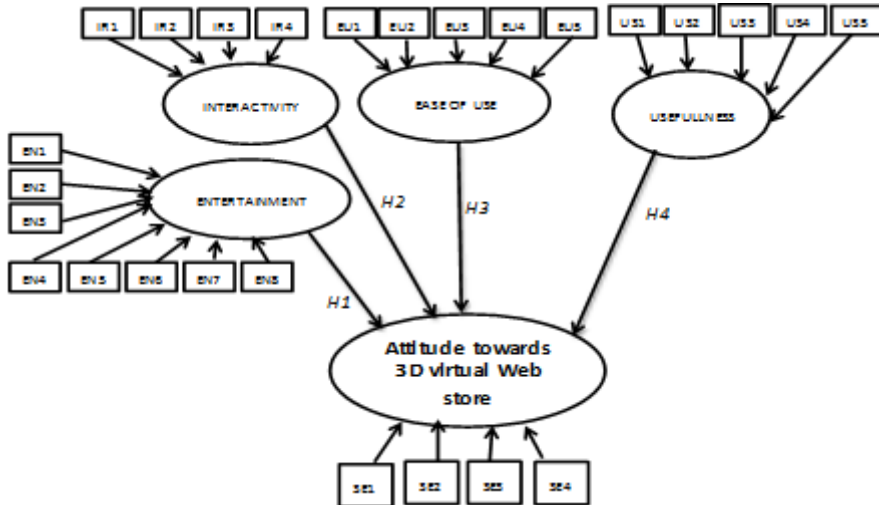 IR1 IR2 IR3 IR4 EU1 EU2 EU3 EU4 EU5 US1 US2 US3 US4 US5
INTERACTIVITY EASE OF USE USEFULLNESS
EN1
EN2
EN3
ENTERTAINMENT
H2 H3 H4
EN4 EN5 EN6 EN7 EN8
H1
Attitude towards
3D virtual Web
store
SE1 SE2 SE3 SE4